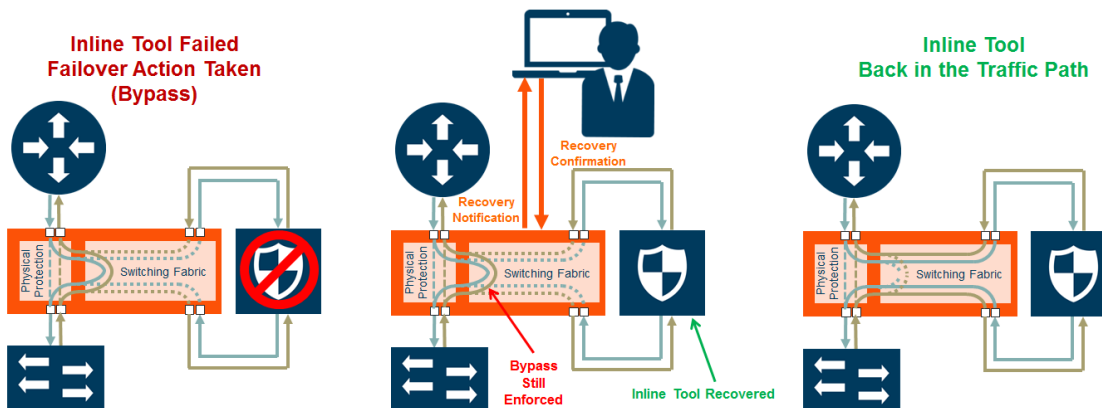 Inline Tool Failed
Failover Action Taken
(Bypass)
Physical
Protection
Switching Fabric
Recovery
Confirmation
Recovery
Notification
Physical
Protection
Switching Fabric
Bypass
Still
Enforced
Inline Tool Recovered
Inline Tool
Back in the Traffic Path
Physical
Protection
Switching Fabric